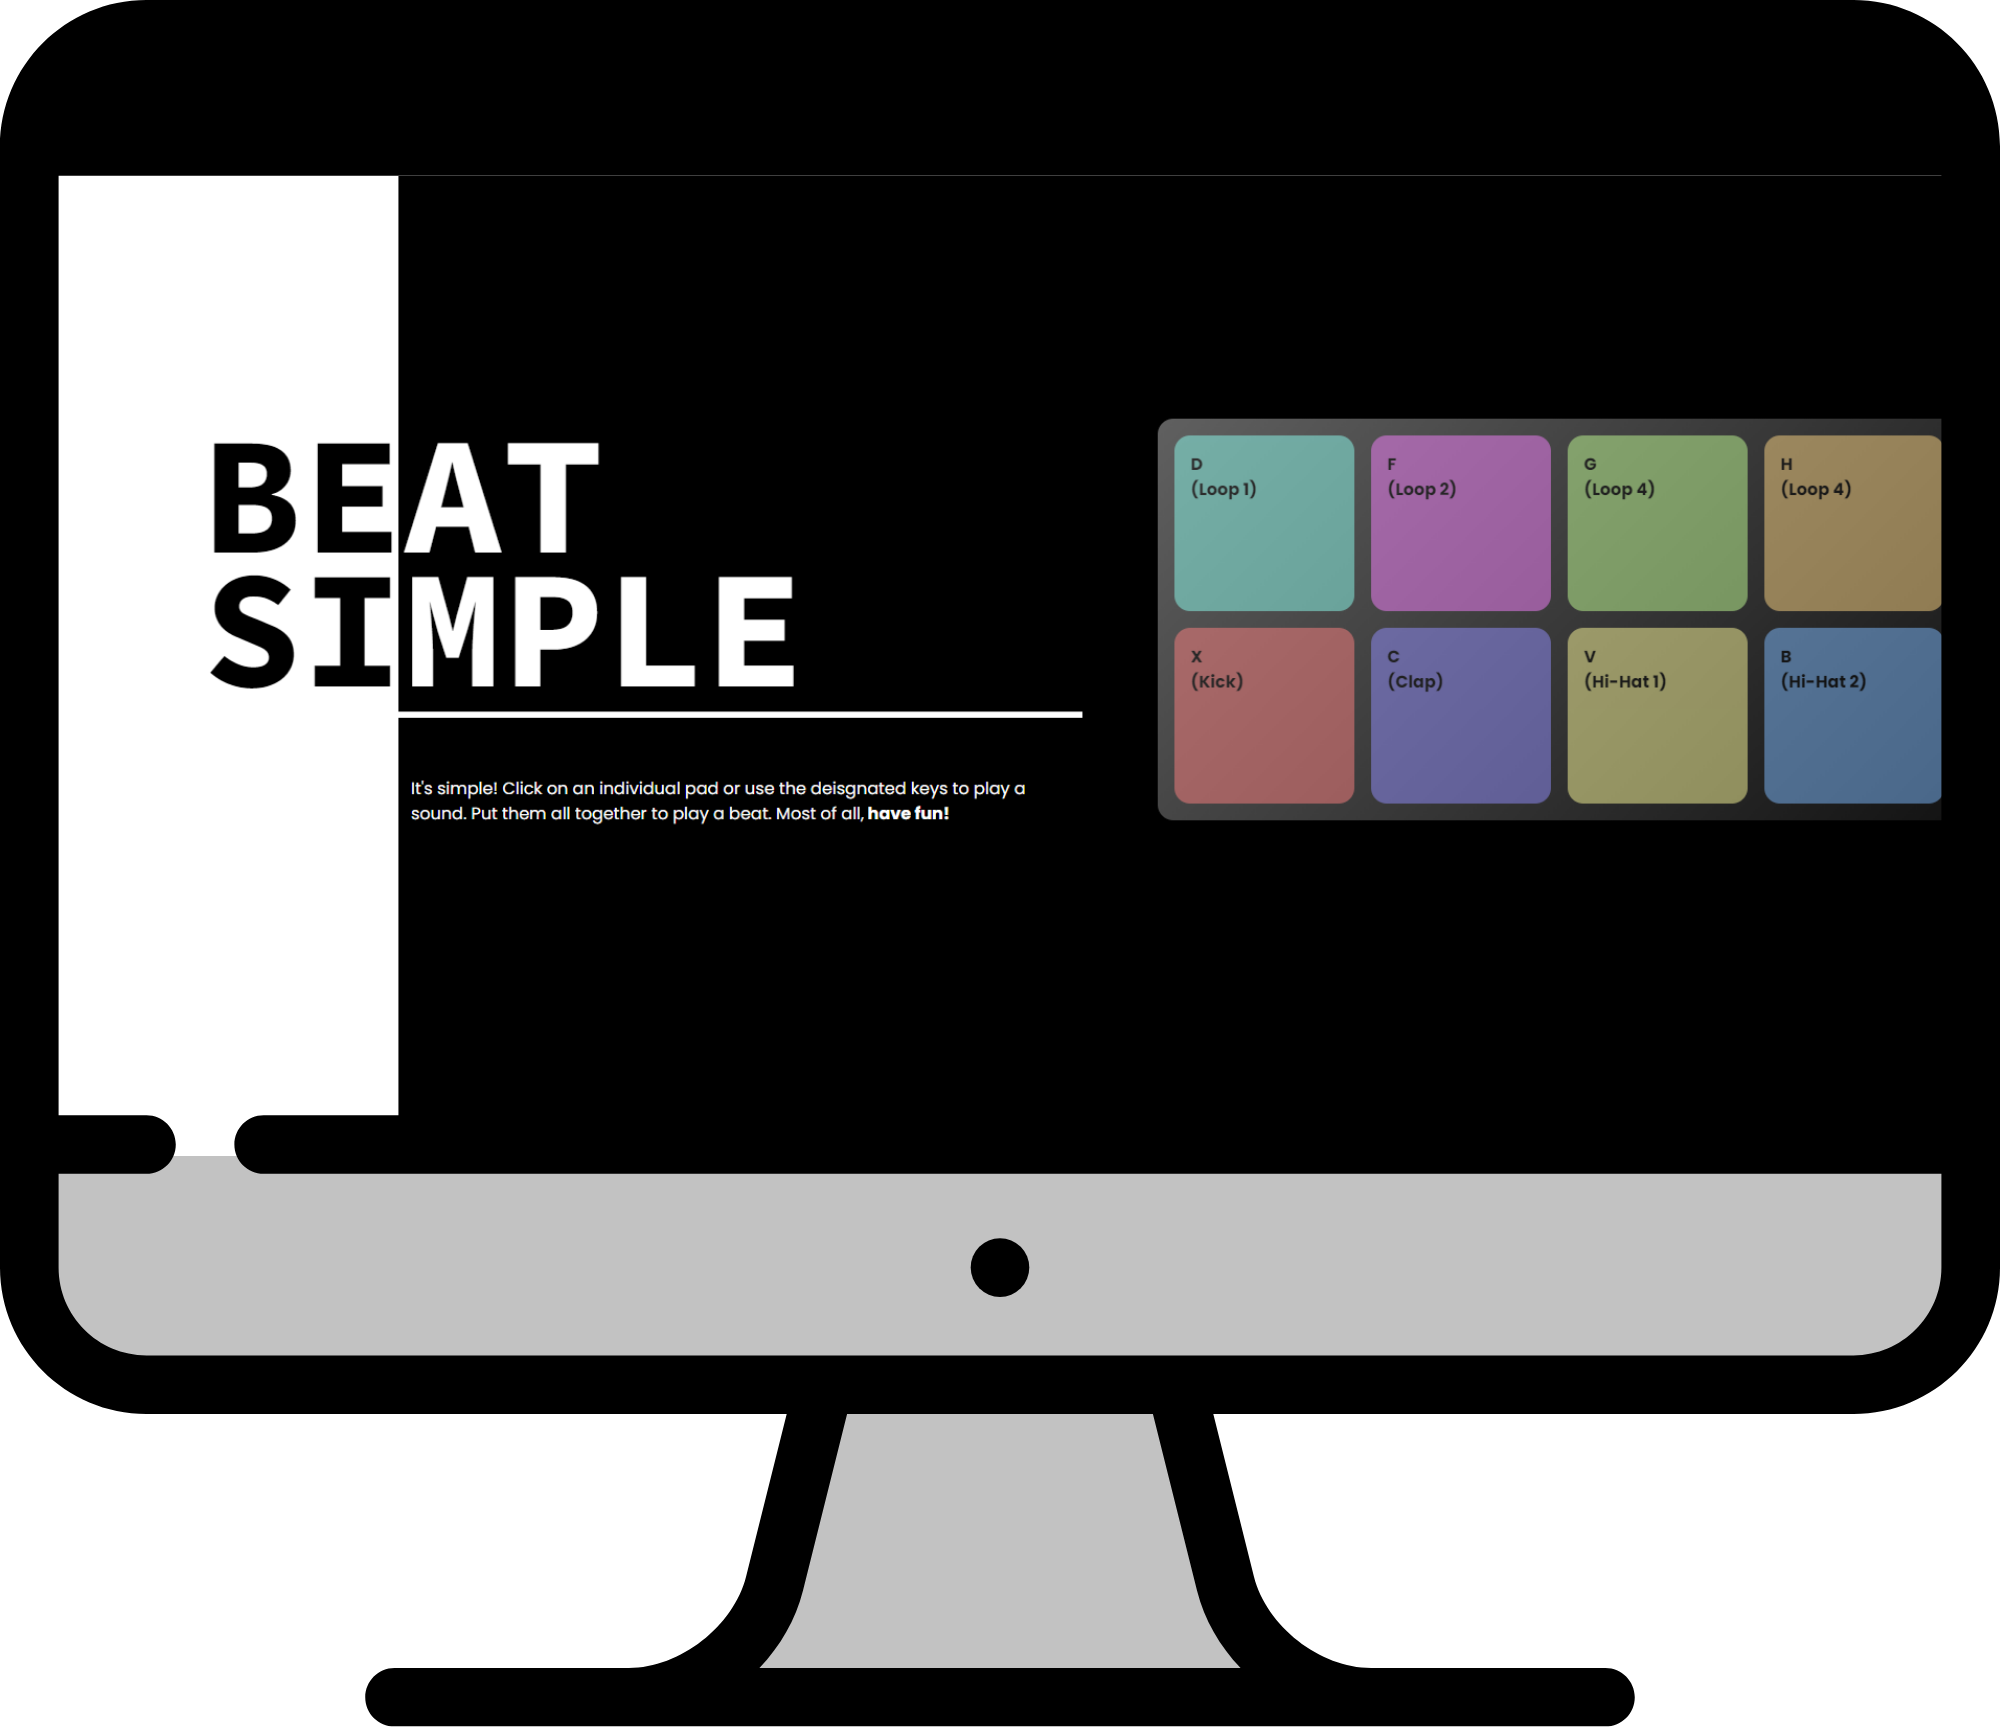 BEAT
SIMPLE
It's simple! Click on an individual pad or use the deisgnated keys to play a
sound. Put them all together to play a beat. Most of all, have fun!
D
(Loop 1)
F
(Loop 2)
G
(Loop 4)
H
(Loop 4)
X
(Kick)
C
(Clap)
V
(Hi-Hat 1)
B
(Hi-Hat 2)